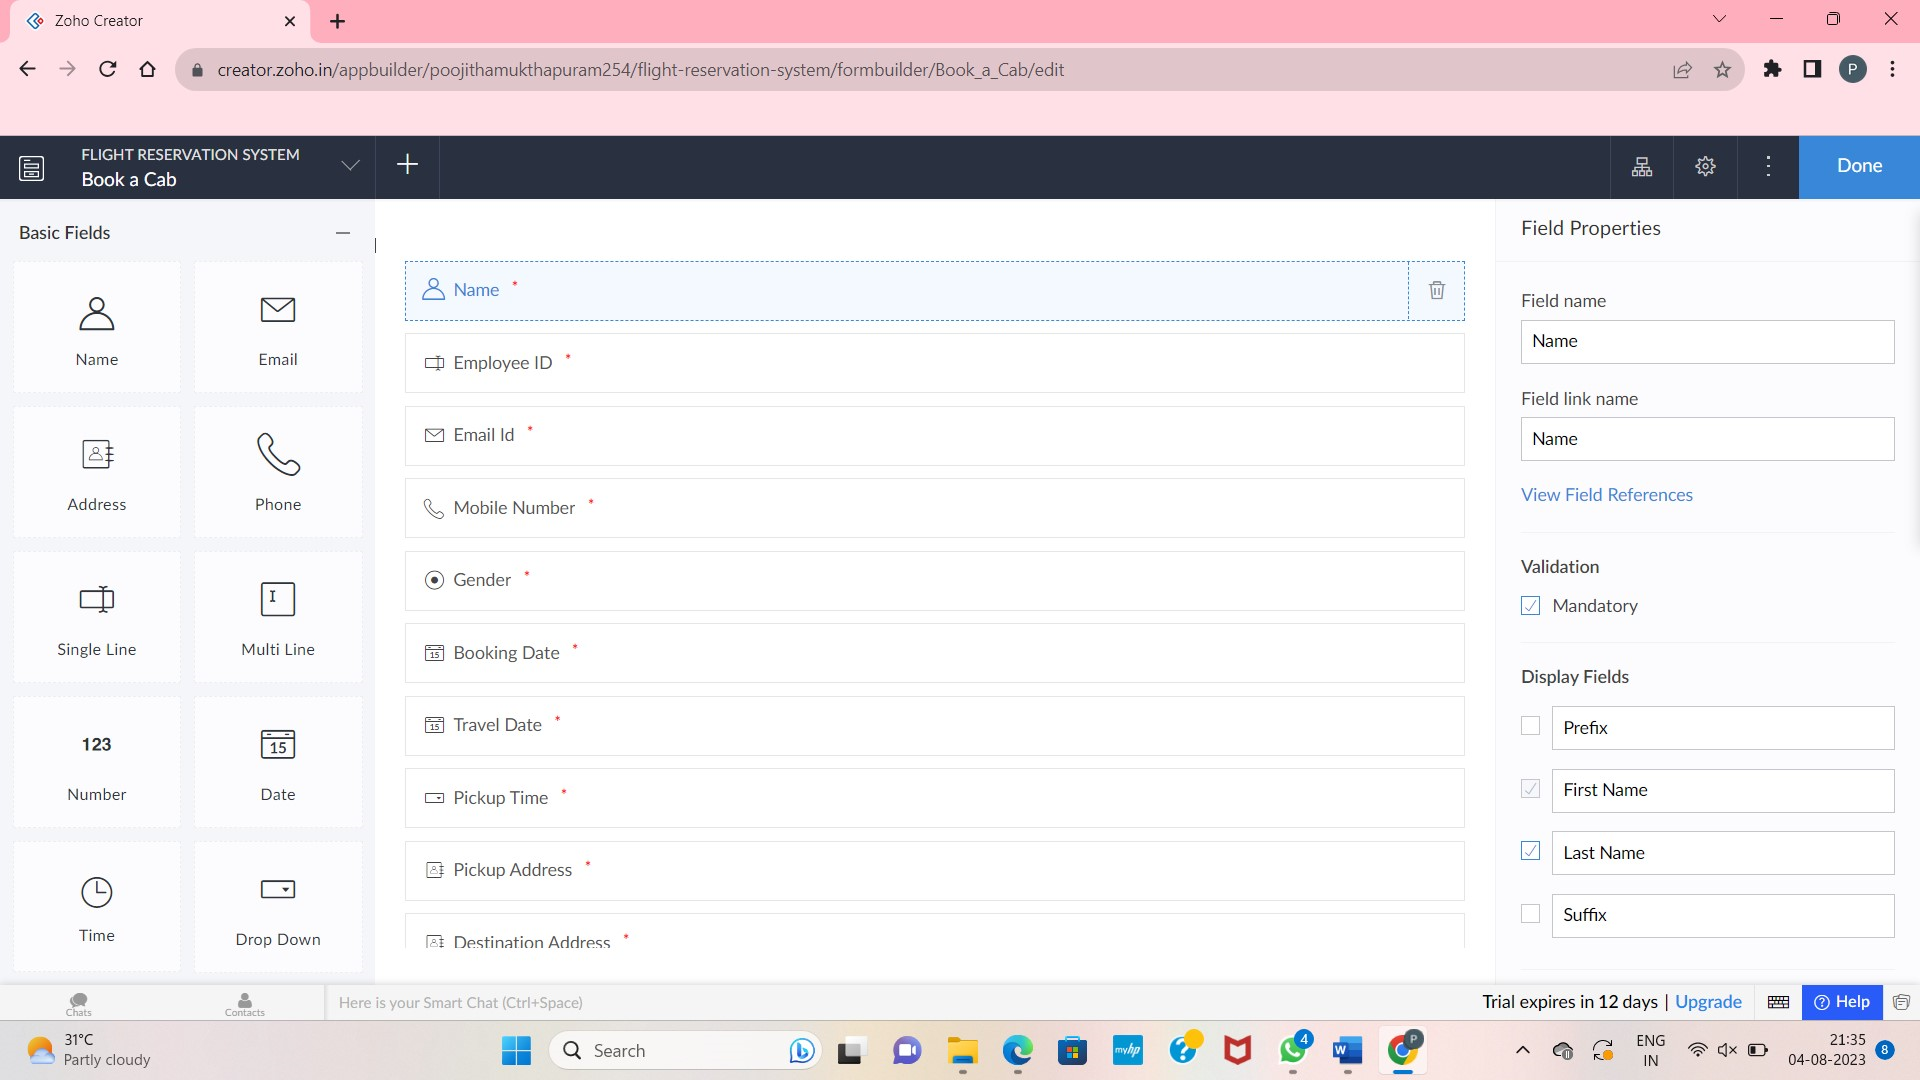 Zoho Creator
creator.zoho.in/appbuilder/poojithamukthapuram254/flight-reservation-system/formbuilder/Book_a_Cab/edit
P
FLIGHT RESERVATION SYSTEM
Book a Cab
Done
Basic Fields
Name
Email
Address
Phone
Single Line
Multi Line
123
Number
15
Date
Time
Drop Down
Name *
Employee ID *
Email Id *
Mobile Number *
Gender *
15 Booking Date *
15 Travel Date *
Pickup Time *
Pickup Address *
Destination Address *
Field Properties
Field name
Name
Field link name
Name
View Field References
Validation
Mandatory
Display Fields
Prefix
First Name
Last Name
Suffix
Chats
Contacts
Here is your Smart Chat (Ctrl+Space)
Trial expires in 12 days | Upgrade
Help
31°C
Partly cloudy
Search
myhp
4
W
P
ENG
IN
21:35
04-08-2023
8